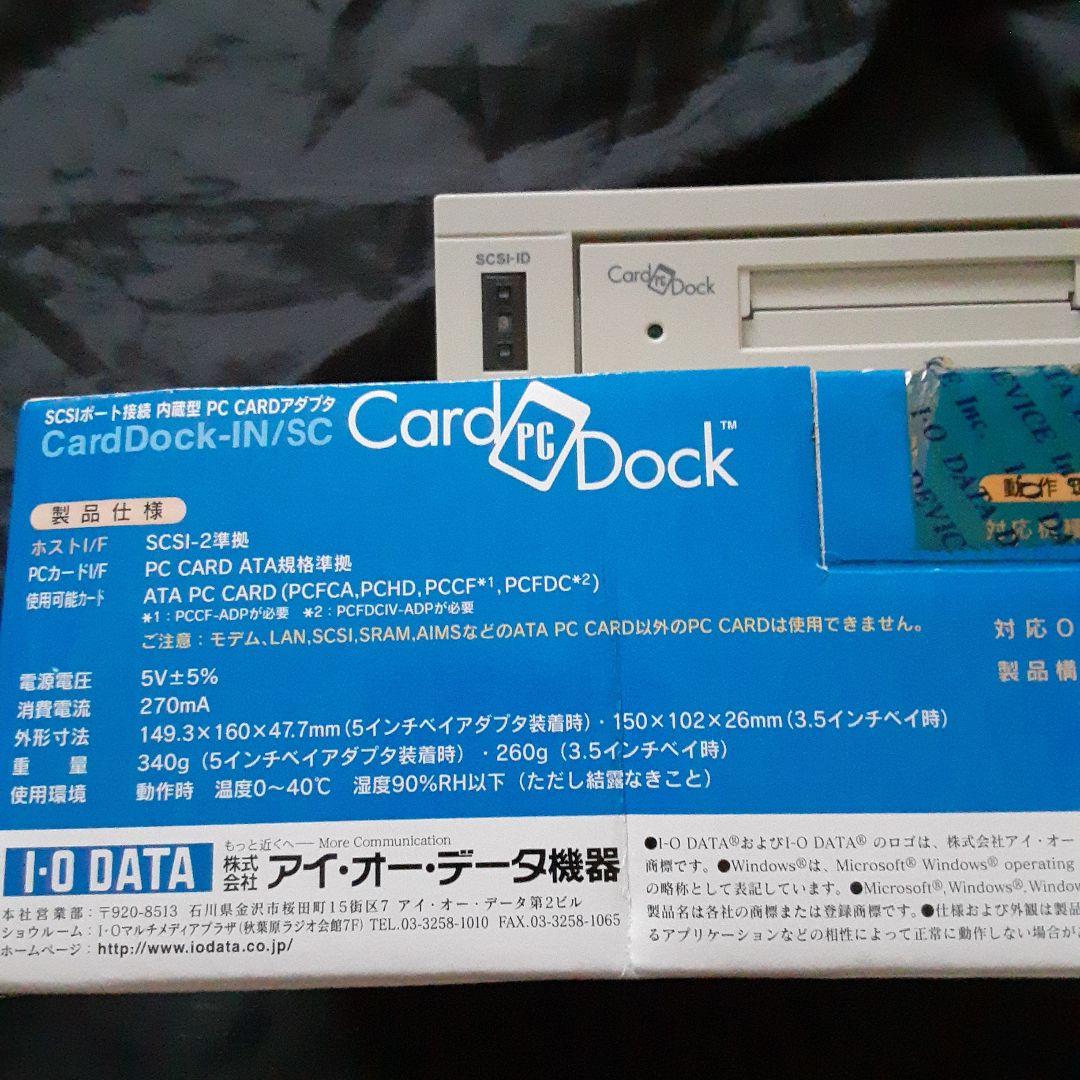 SCSI-ID
Card PC Dock
SCSIポート接続 内蔵型 PC CARDアダプタ
CardDock-IN/SC
Card PC Dock™
製品仕様
ホストI/F SCSI-2準拠
PCカードI/F PC CARD ATA規格準拠
使用可能カード ATA PC CARD (PCFCA,PCHD,PCCF*1,PCFDC*2)
*1:PCCF-ADPが必要 *2:PCFDCIV-ADPが必要
ご注意:モデム、LAN,SCSI,SRAM,AIMSなどのATA PC CARD以外のPC CARDは使用できません。
電源電圧 5V±5%
消費電流 270mA
外形寸法 149.3×160×47.7mm(5インチベイアダプタ装着時)・150×102×26mm(3.5インチベイ時)
重量 340g(5インチベイアダプタ装着時)・260g(3.5インチベイ時)
使用環境 動作時 温度0〜40℃ 湿度90%RH以下(ただし結露なきこと)
動作
対応
対応O
製品構
I-O DATA
DEVICE
INC.
I・O DATA
もっと近くへ── More Communication
株式会社 アイ・オー・データ機器
本社営業部:〒920-8513 石川県金沢市桜田町15街区7 アイ・オー・データ第2ビル
ショウルーム:I・Oマルチメディアプラザ(秋葉原ラジオ会館7F) TEL.03-3258-1010 FAX.03-3258-1065
ホームページ:http://www.iodata.co.jp/
●I-O DATA®およびI-O DATA® のロゴは、株式会社アイ・オー
商標です。●Windows®は、Microsoft® Windows® operating
の略称として表記しています。●Microsoft®,Windows®,Window
製品名は各社の商標または登録商標です。●仕様および外観は製品
るアプリケーションなどの相性によって正常に動作しない場合が